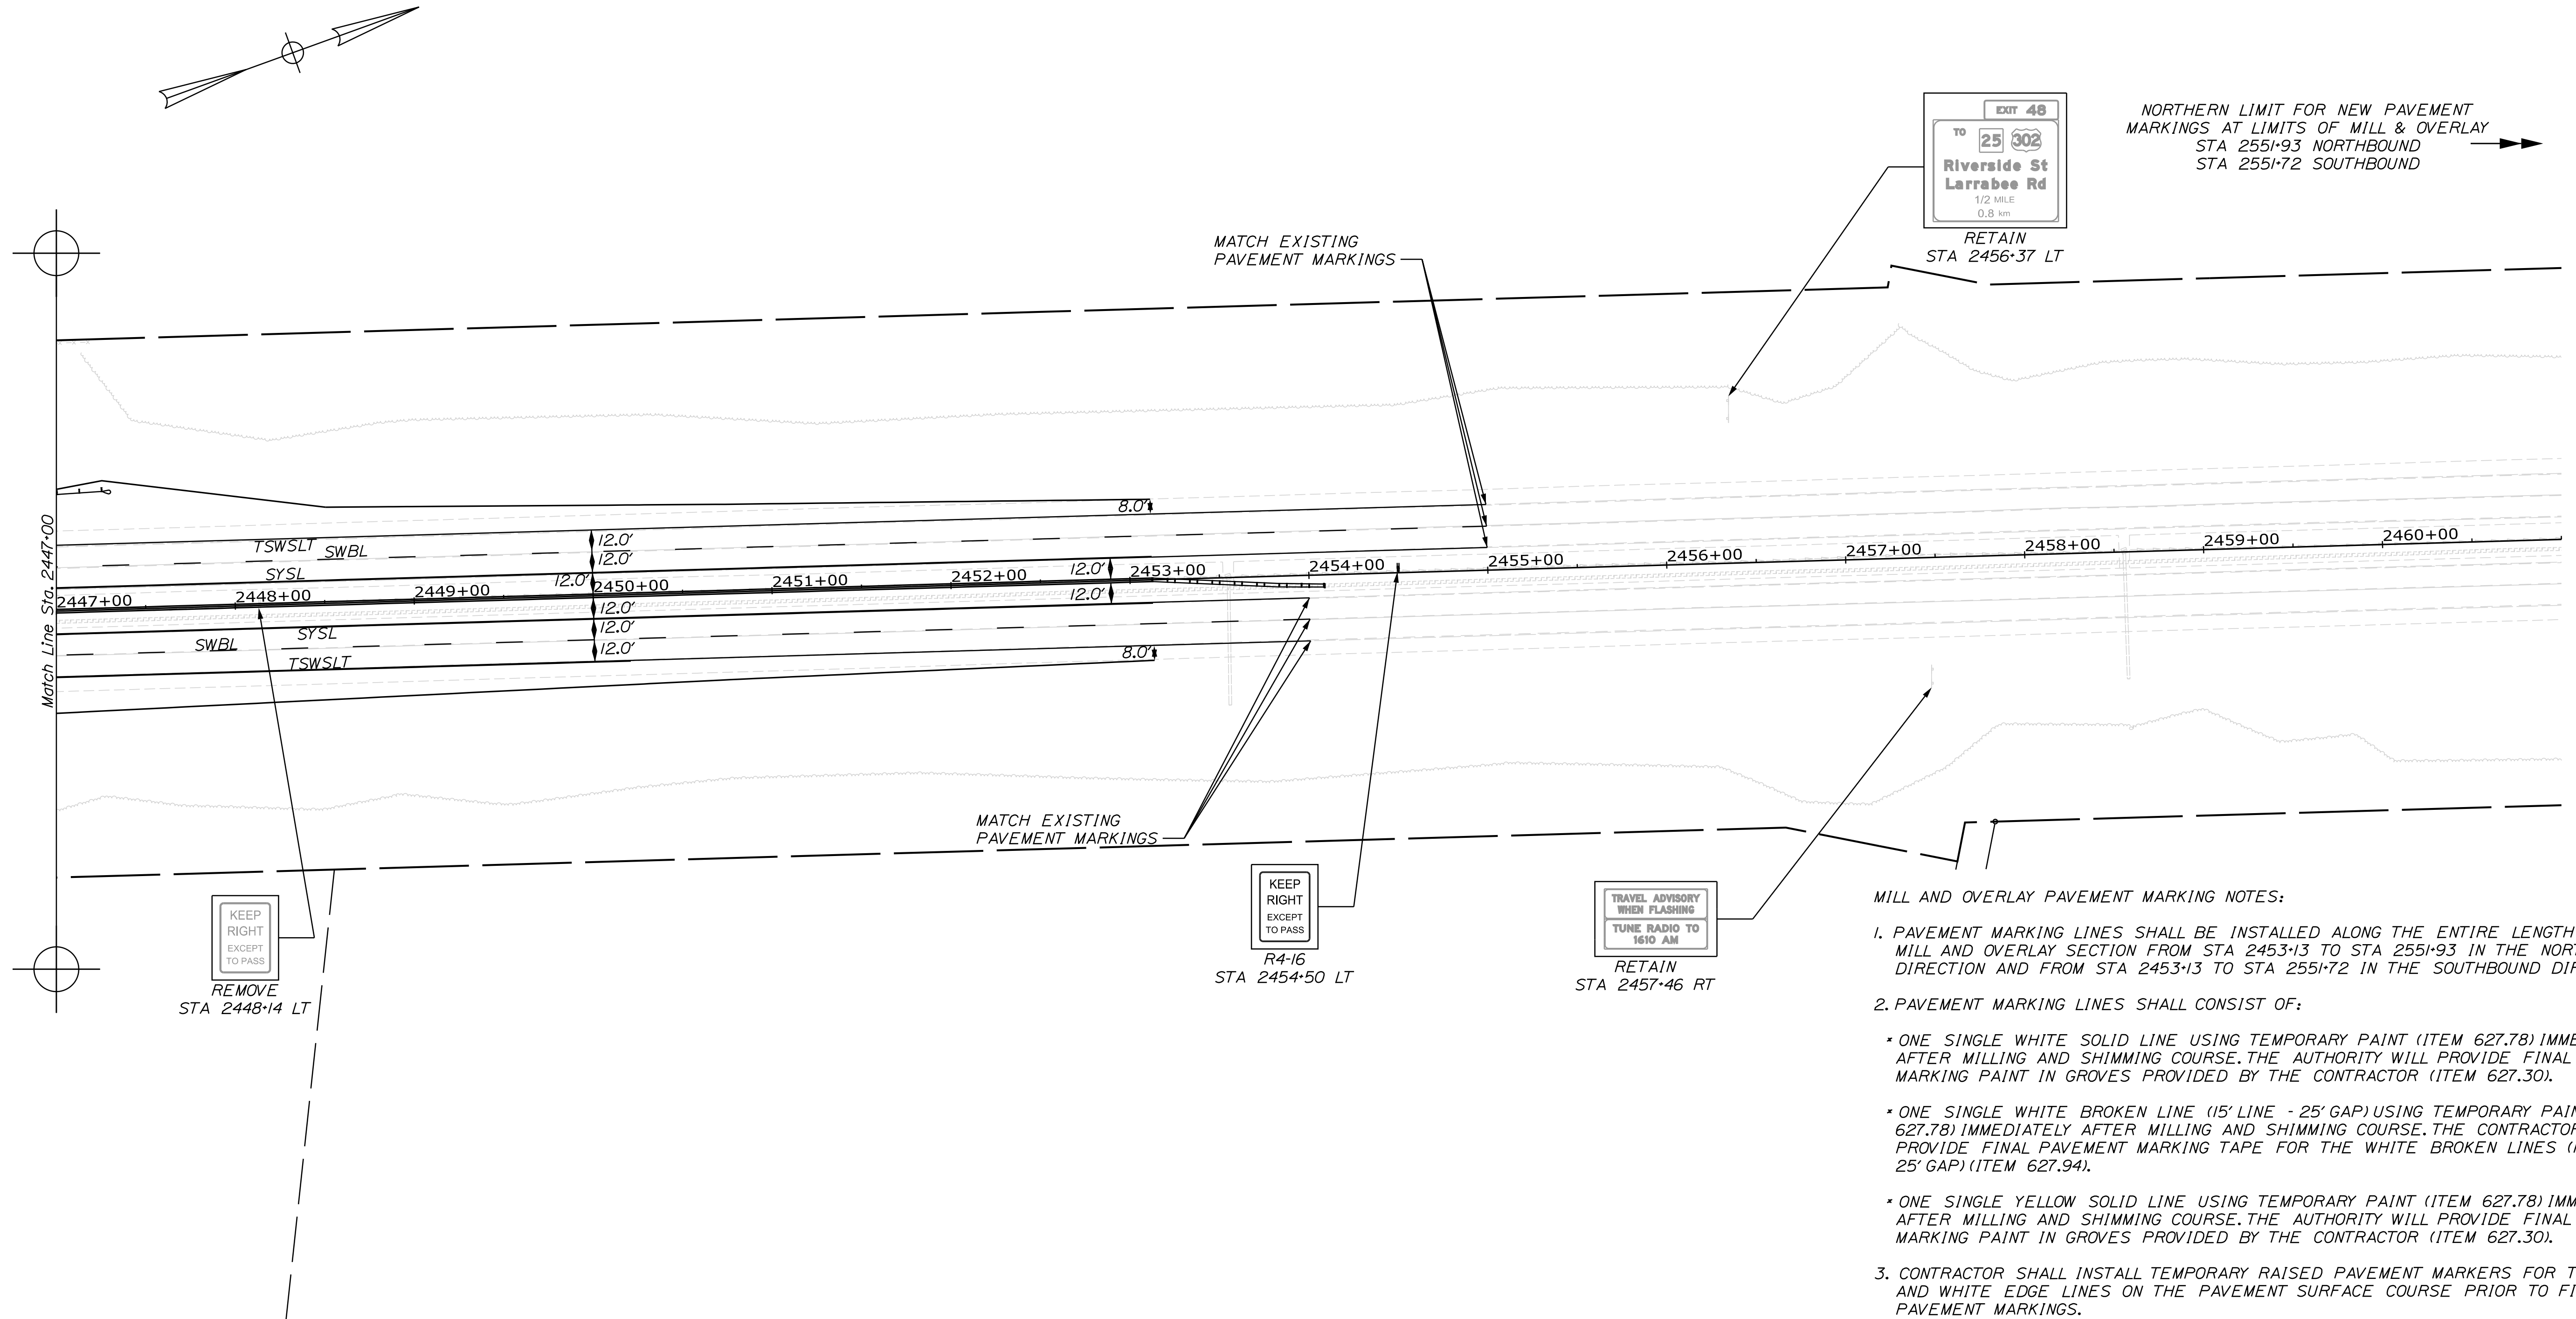 EXIT 48
TO 25 302
Riverside St
Larrabee Rd
1/2 MILE
0.8 km
RETAIN
STA 2456+37 LT
NORTHERN LIMIT FOR NEW PAVEMENT
MARKINGS AT LIMITS OF MILL & OVERLAY
STA 2551+93 NORTHBOUND
STA 2551+72 SOUTHBOUND
MATCH EXISTING
PAVEMENT MARKINGS
Match Line Sta. 2447+00
8.0'
TSWSLT
SWBL
12.0'
12.0'
SYSL
12.0'
12.0'
2447+00
2448+00
2449+00
2450+00
2451+00
2452+00
2453+00
2454+00
2455+00
2456+00
2457+00
2458+00
2459+00
2460+00
12.0'
12.0'
SYSL
12.0'
SWBL
12.0'
TSWSLT
8.0'
MATCH EXISTING
PAVEMENT MARKINGS
KEEP
RIGHT
EXCEPT
TO PASS
REMOVE
STA 2448+14 LT
KEEP
RIGHT
EXCEPT
TO PASS
R4-16
STA 2454+50 LT
TRAVEL ADVISORY
WHEN FLASHING
TUNE RADIO TO
1610 AM
RETAIN
STA 2457+46 RT
MILL AND OVERLAY PAVEMENT MARKING NOTES:
1. PAVEMENT MARKING LINES SHALL BE INSTALLED ALONG THE ENTIRE LENGTH
MILL AND OVERLAY SECTION FROM STA 2453+13 TO STA 2551+93 IN THE NOR
DIRECTION AND FROM STA 2453+13 TO STA 2551+72 IN THE SOUTHBOUND DI
2. PAVEMENT MARKING LINES SHALL CONSIST OF:
* ONE SINGLE WHITE SOLID LINE USING TEMPORARY PAINT (ITEM 627.78) IMM
AFTER MILLING AND SHIMMING COURSE. THE AUTHORITY WILL PROVIDE FINAL
MARKING PAINT IN GROVES PROVIDED BY THE CONTRACTOR (ITEM 627.30).
* ONE SINGLE WHITE BROKEN LINE (15' LINE - 25' GAP) USING TEMPORARY PAI
627.78) IMMEDIATELY AFTER MILLING AND SHIMMING COURSE. THE CONTRACTOR
PROVIDE FINAL PAVEMENT MARKING TAPE FOR THE WHITE BROKEN LINES (
25' GAP) (ITEM 627.94).
* ONE SINGLE YELLOW SOLID LINE USING TEMPORARY PAINT (ITEM 627.78) IMM
AFTER MILLING AND SHIMMING COURSE. THE AUTHORITY WILL PROVIDE FINAL
MARKING PAINT IN GROVES PROVIDED BY THE CONTRACTOR (ITEM 627.30).
3. CONTRACTOR SHALL INSTALL TEMPORARY RAISED PAVEMENT MARKERS FOR T
AND WHITE EDGE LINES ON THE PAVEMENT SURFACE COURSE PRIOR TO FI
PAVEMENT MARKINGS.